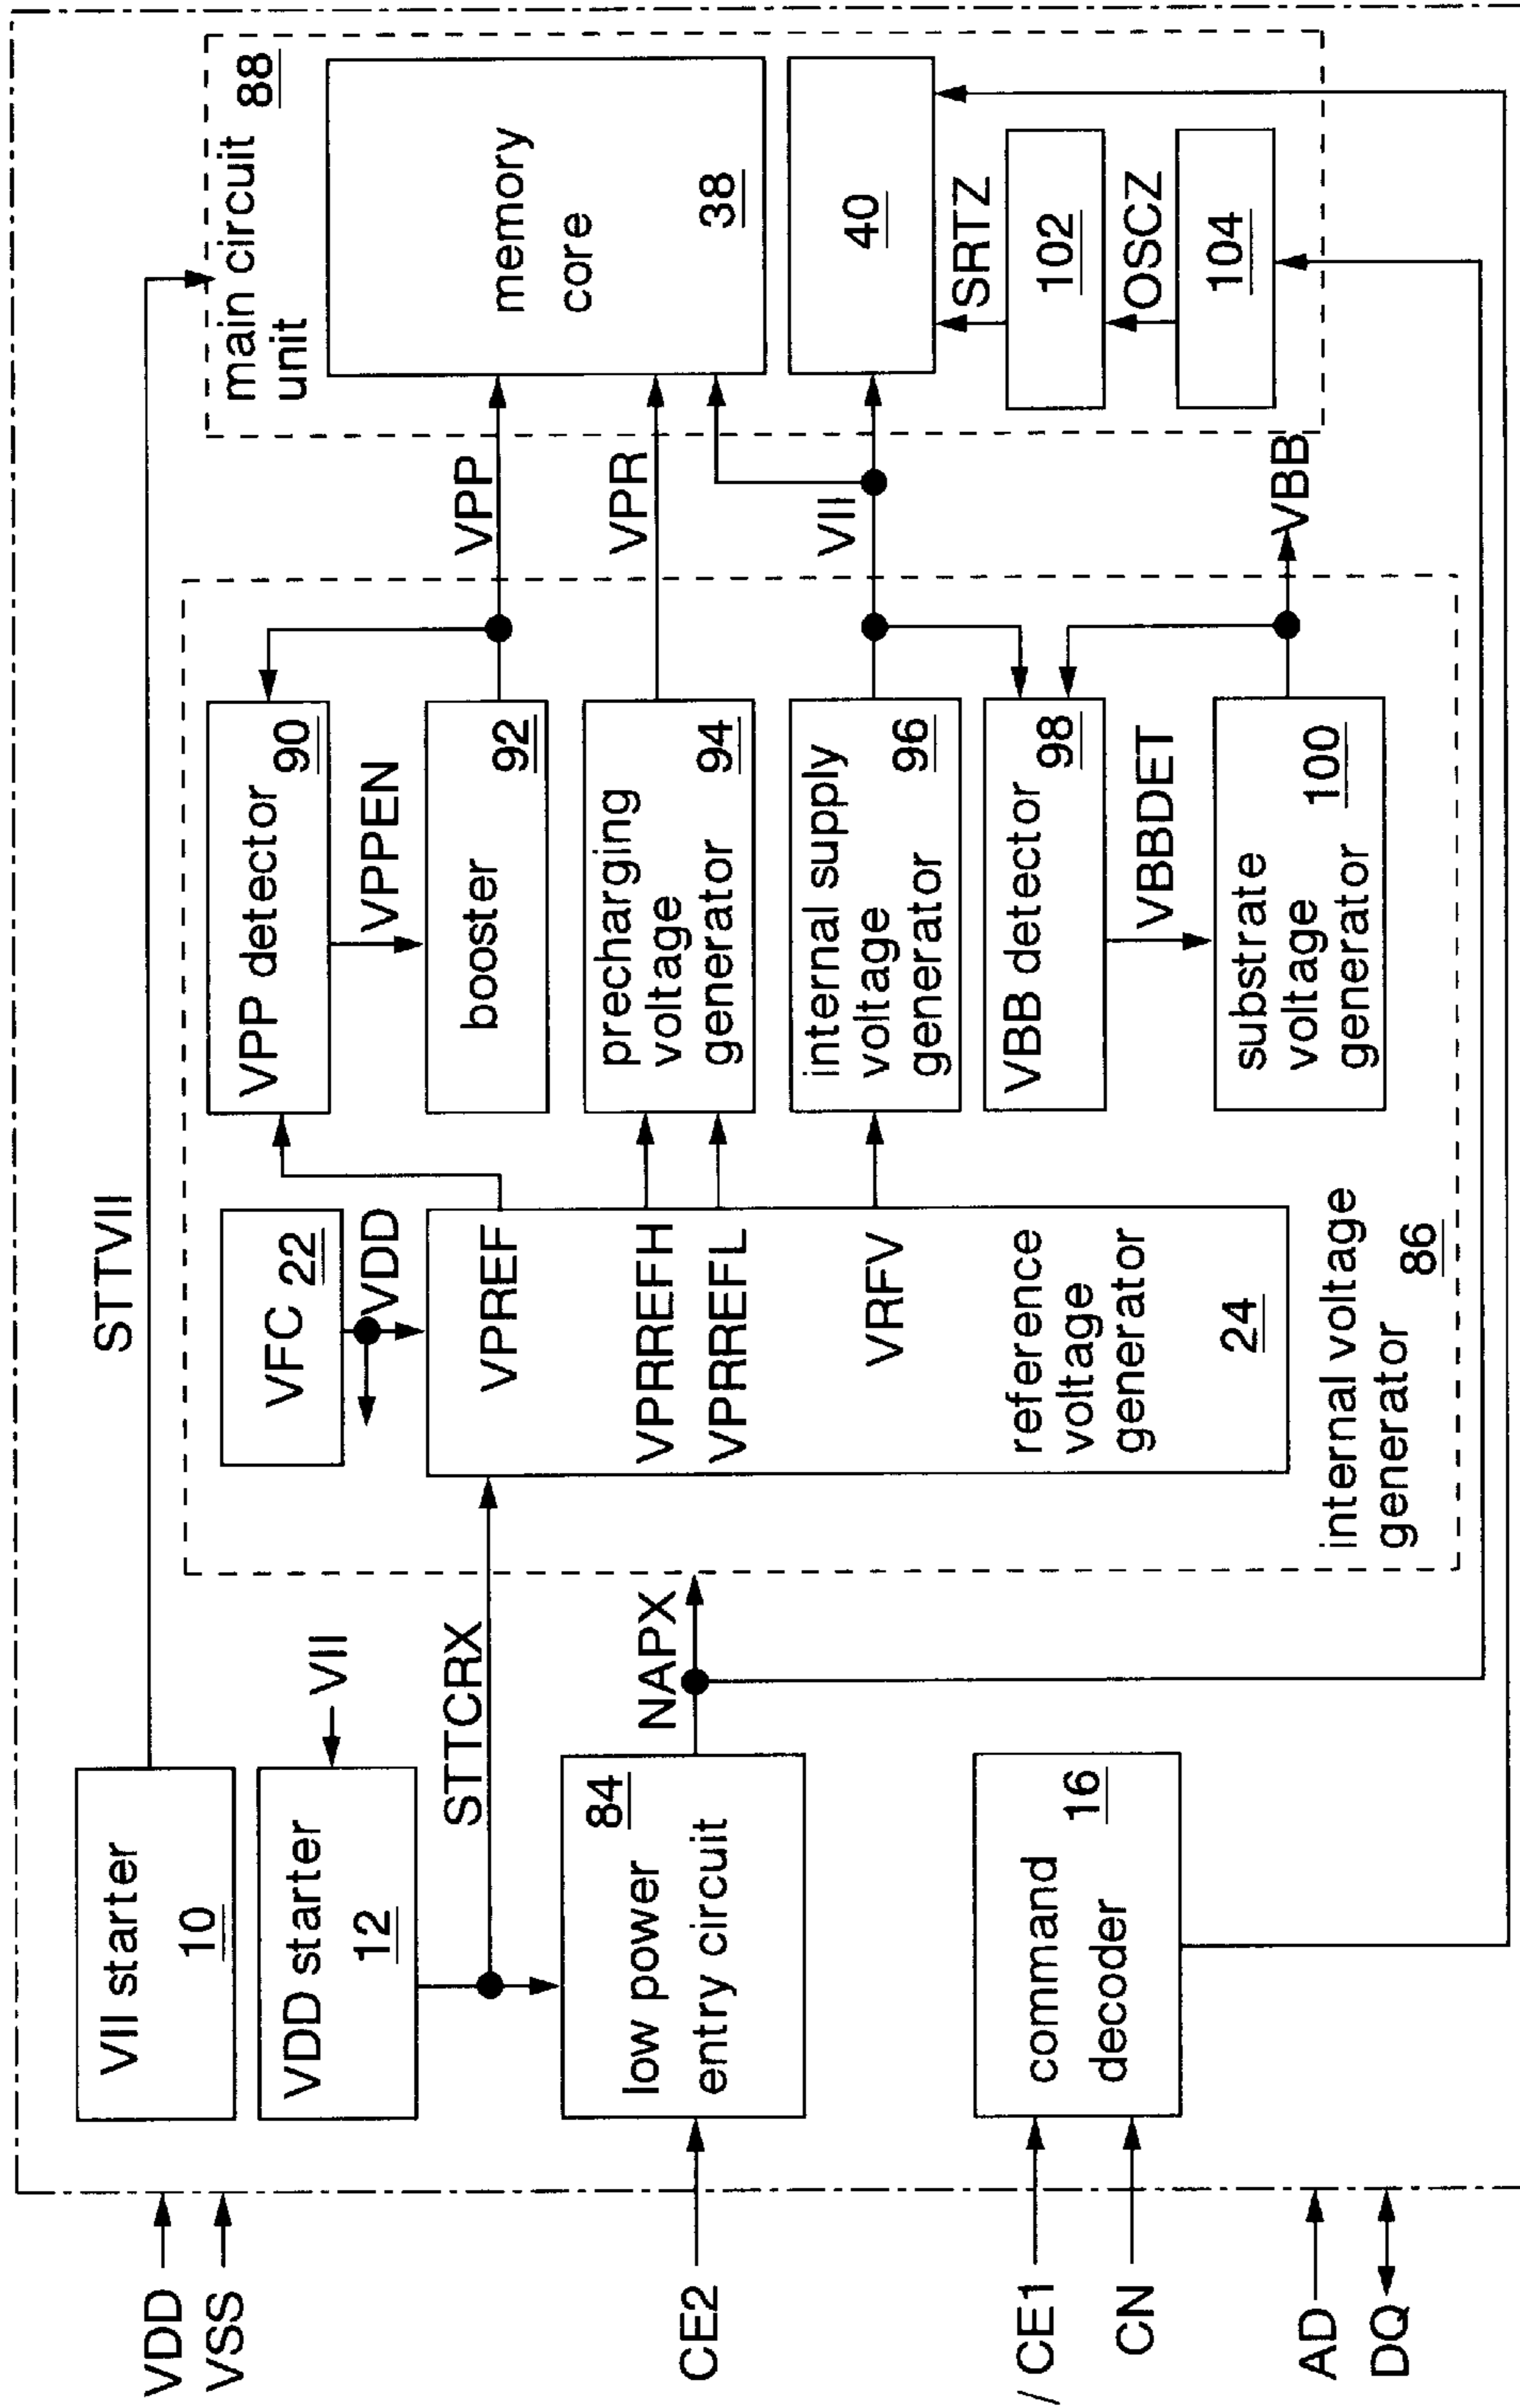 VDD
VSS
CE2
/ CE1
CN
AD
DQ
VII starter
10
VDD starter
12
VII
STTVII
STTCRX
low power
84
entry circuit
NAPX
command
16
decoder
VFC 22
VDD
VPREF
VPRREFH
VPRREFL
VRFV
reference
voltage
generator
24
internal voltage
generator
86
VPP detector
90
VPPEN
booster
92
precharging
voltage
generator
94
internal supply
voltage
generator
96
VBB detector
98
VBBDET
substrate
voltage
generator
100
VPP
VPR
VII
VBB
main circuit
unit
88
memory
core
38
40
SRTZ
102
OSCZ
104